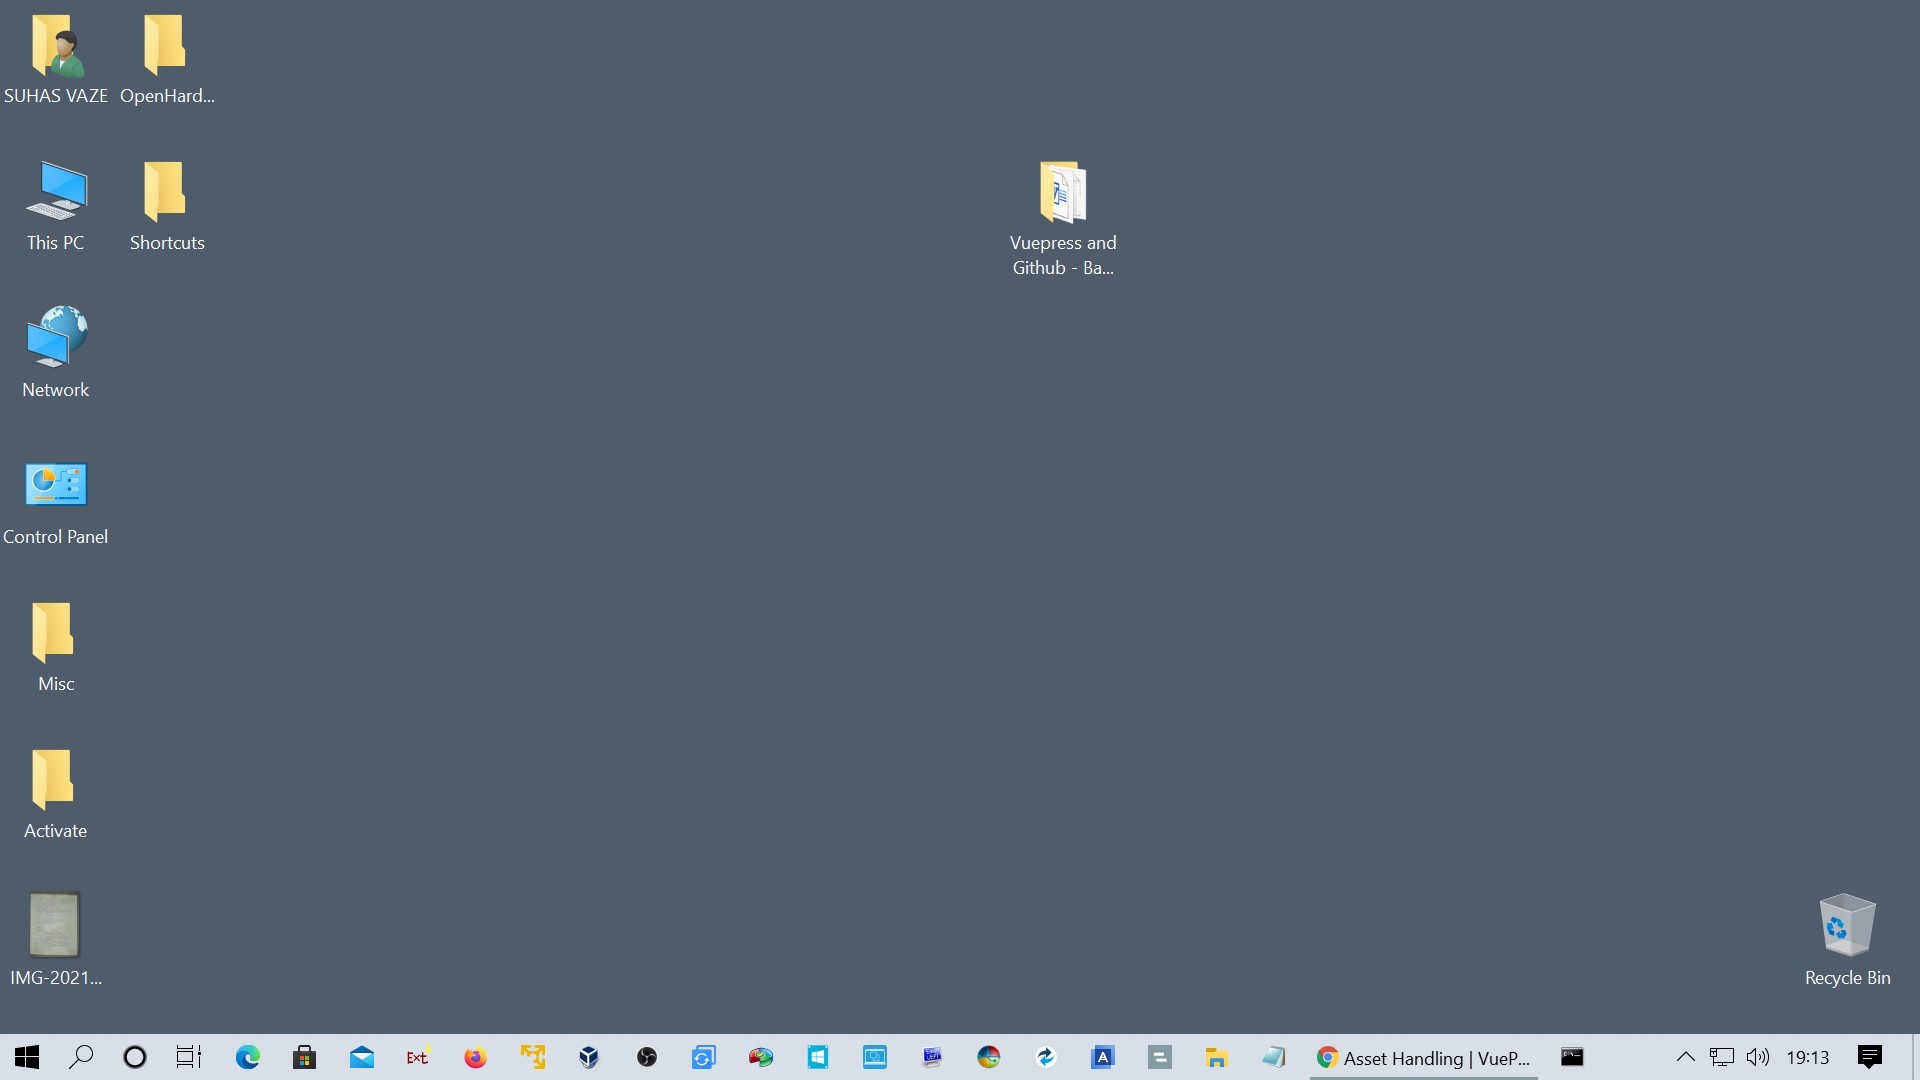 SUHAS VAZE
OpenHard...
This PC
Shortcuts
Vuepress and
Github - Ba...
Network
Control Panel
Misc
Activate
IMG-2021...
Recycle Bin
Ext
A
Asset Handling | VueP...
19:13